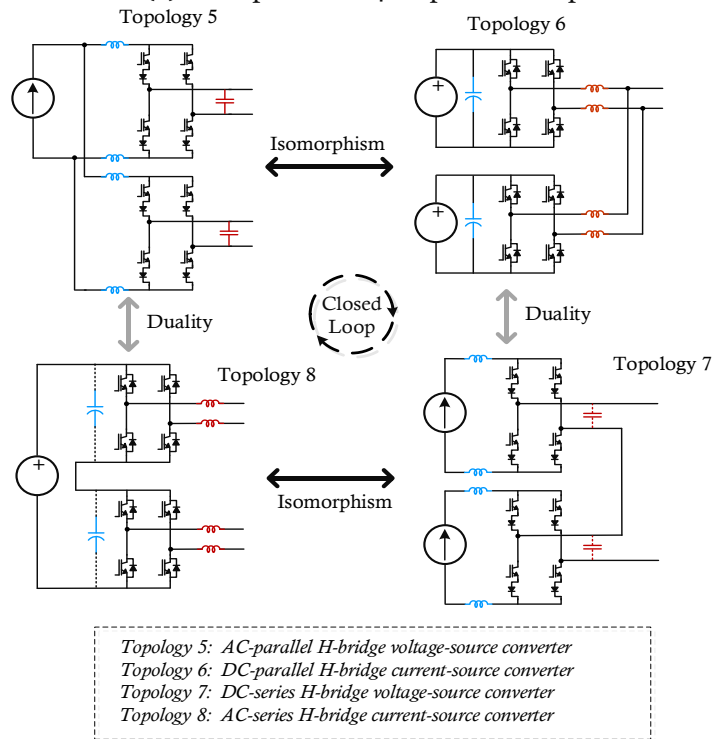 Topology 5
Topology 6
Isomorphism
Closed
Loop
Duality
Duality
Topology 8
Topology 7
Isomorphism
Topology 5: AC-parallel H-bridge voltage-source converter
Topology 6: DC-parallel H-bridge current-source converter
Topology 7: DC-series H-bridge voltage-source converter
Topology 8: AC-series H-bridge current-source converter